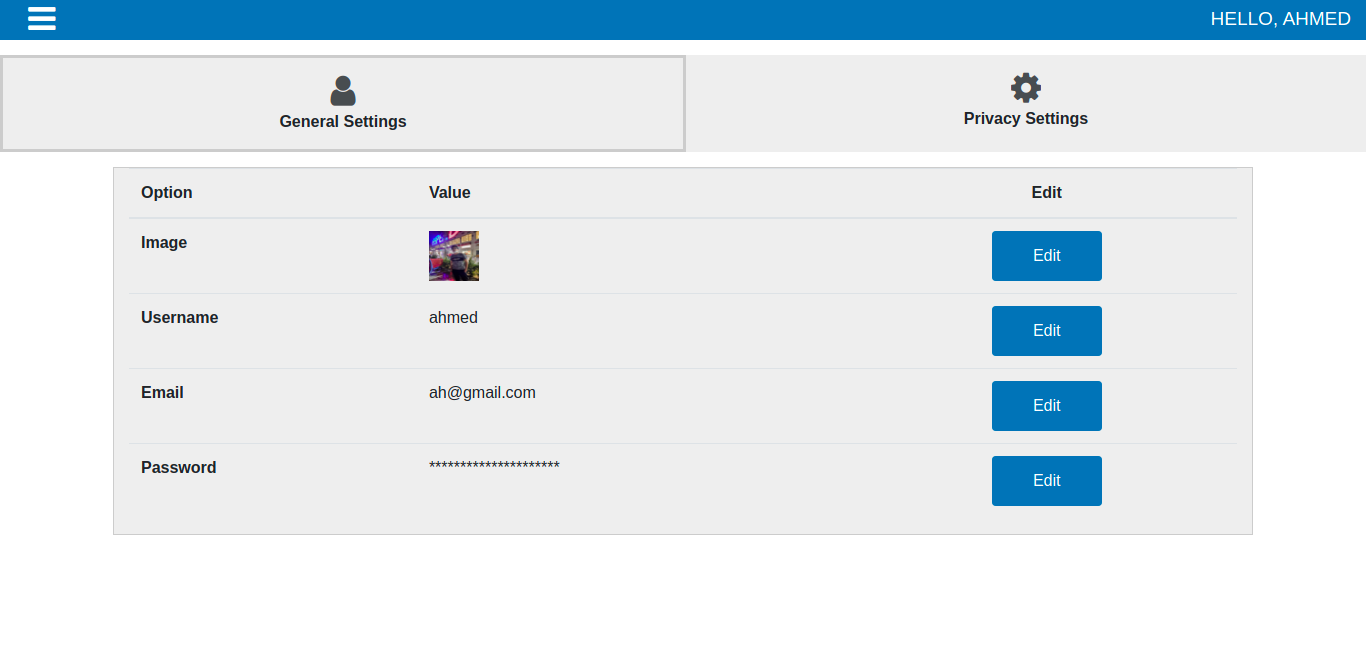 HELLO, AHMED
General Settings
Privacy Settings
Option Value Edit
Image Edit
Username ahmed Edit
Email ah@gmail.com Edit
Password ********************* Edit